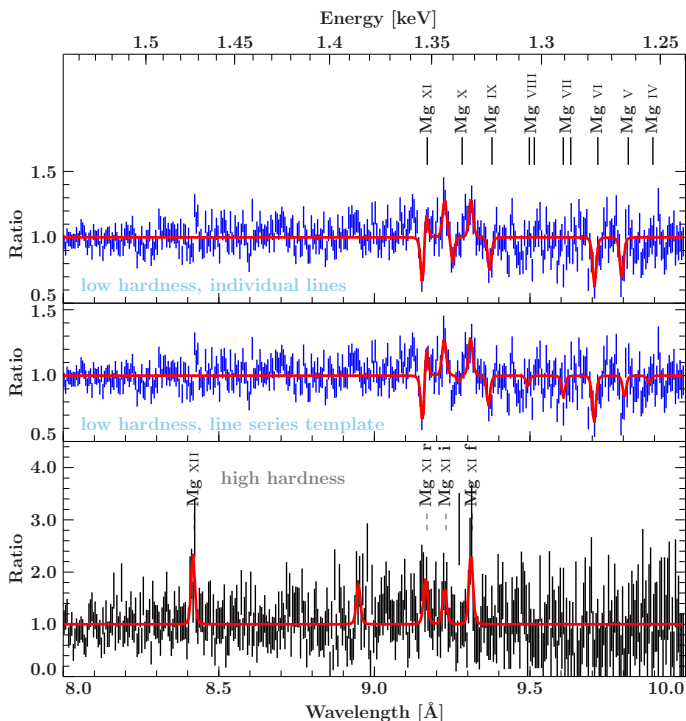 Energy [keV]
1.5 1.45 1.4 1.35 1.3 1.25
Mg XI Mg X Mg IX Mg VIII Mg VII Mg VI Mg V Mg IV
1.5
1.0
0.5
Ratio
low hardness, individual lines
1.5
1.0
0.5
Ratio
low hardness, line series template
4.0
3.0
2.0
1.0
0.0
Ratio
Mg XII
high hardness
Mg XI r
Mg XI i
Mg XI f
8.0 8.5 9.0 9.5 10.0
Wavelength [Å]